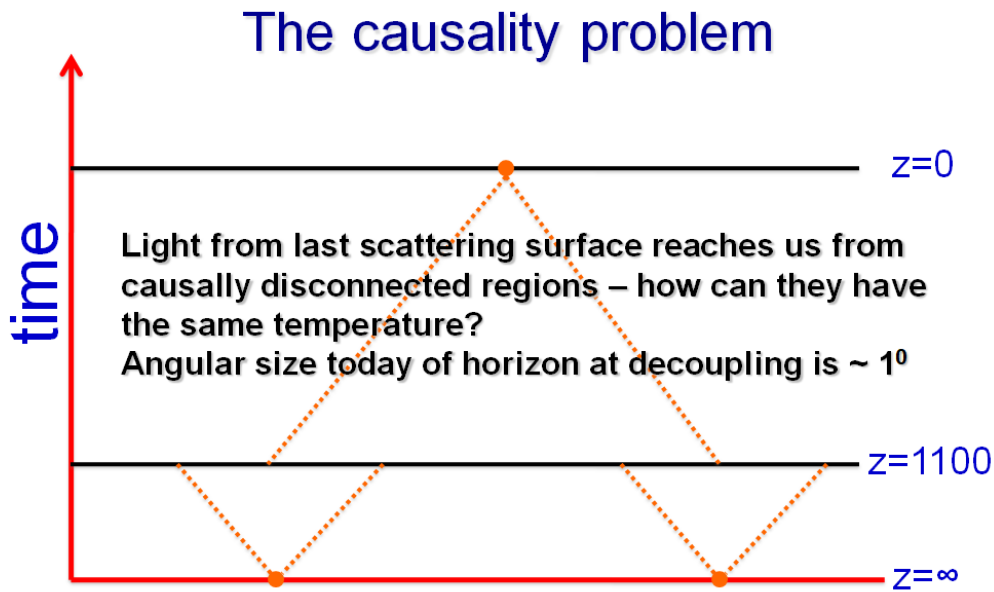 The causality problem
z=0
time
Light from last scattering surface reaches us from
causally disconnected regions – how can they have
the same temperature?
Angular size today of horizon at decoupling is ~ 1⁰
z=1100
z=∞